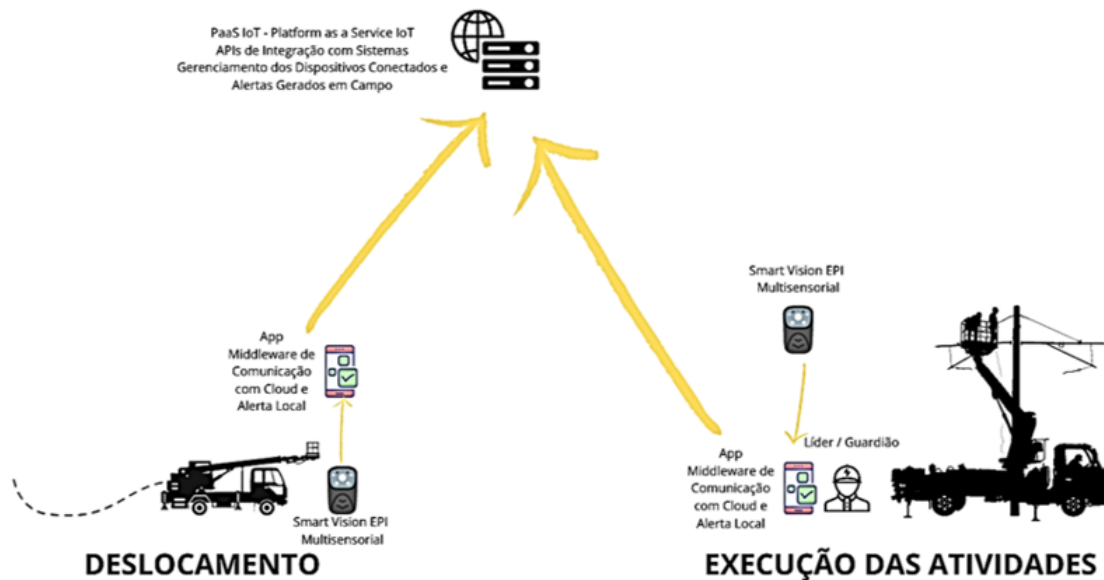 PaaS IoT - Platform as a Service IoT
APIs de Integração com Sistemas
Gerenciamento dos Dispositivos Conectados e
Alertas Gerados em Campo
Smart Vision EPI
Multisensorial
App
Middleware de
Comunicação
com Cloud e
Alerta Local
Líder / Guardião
App
Middleware de
Comunicação
com Cloud e
Alerta Local
Smart Vision EPI
Multisensorial
DESLOCAMENTO
EXECUÇÃO DAS ATIVIDADES